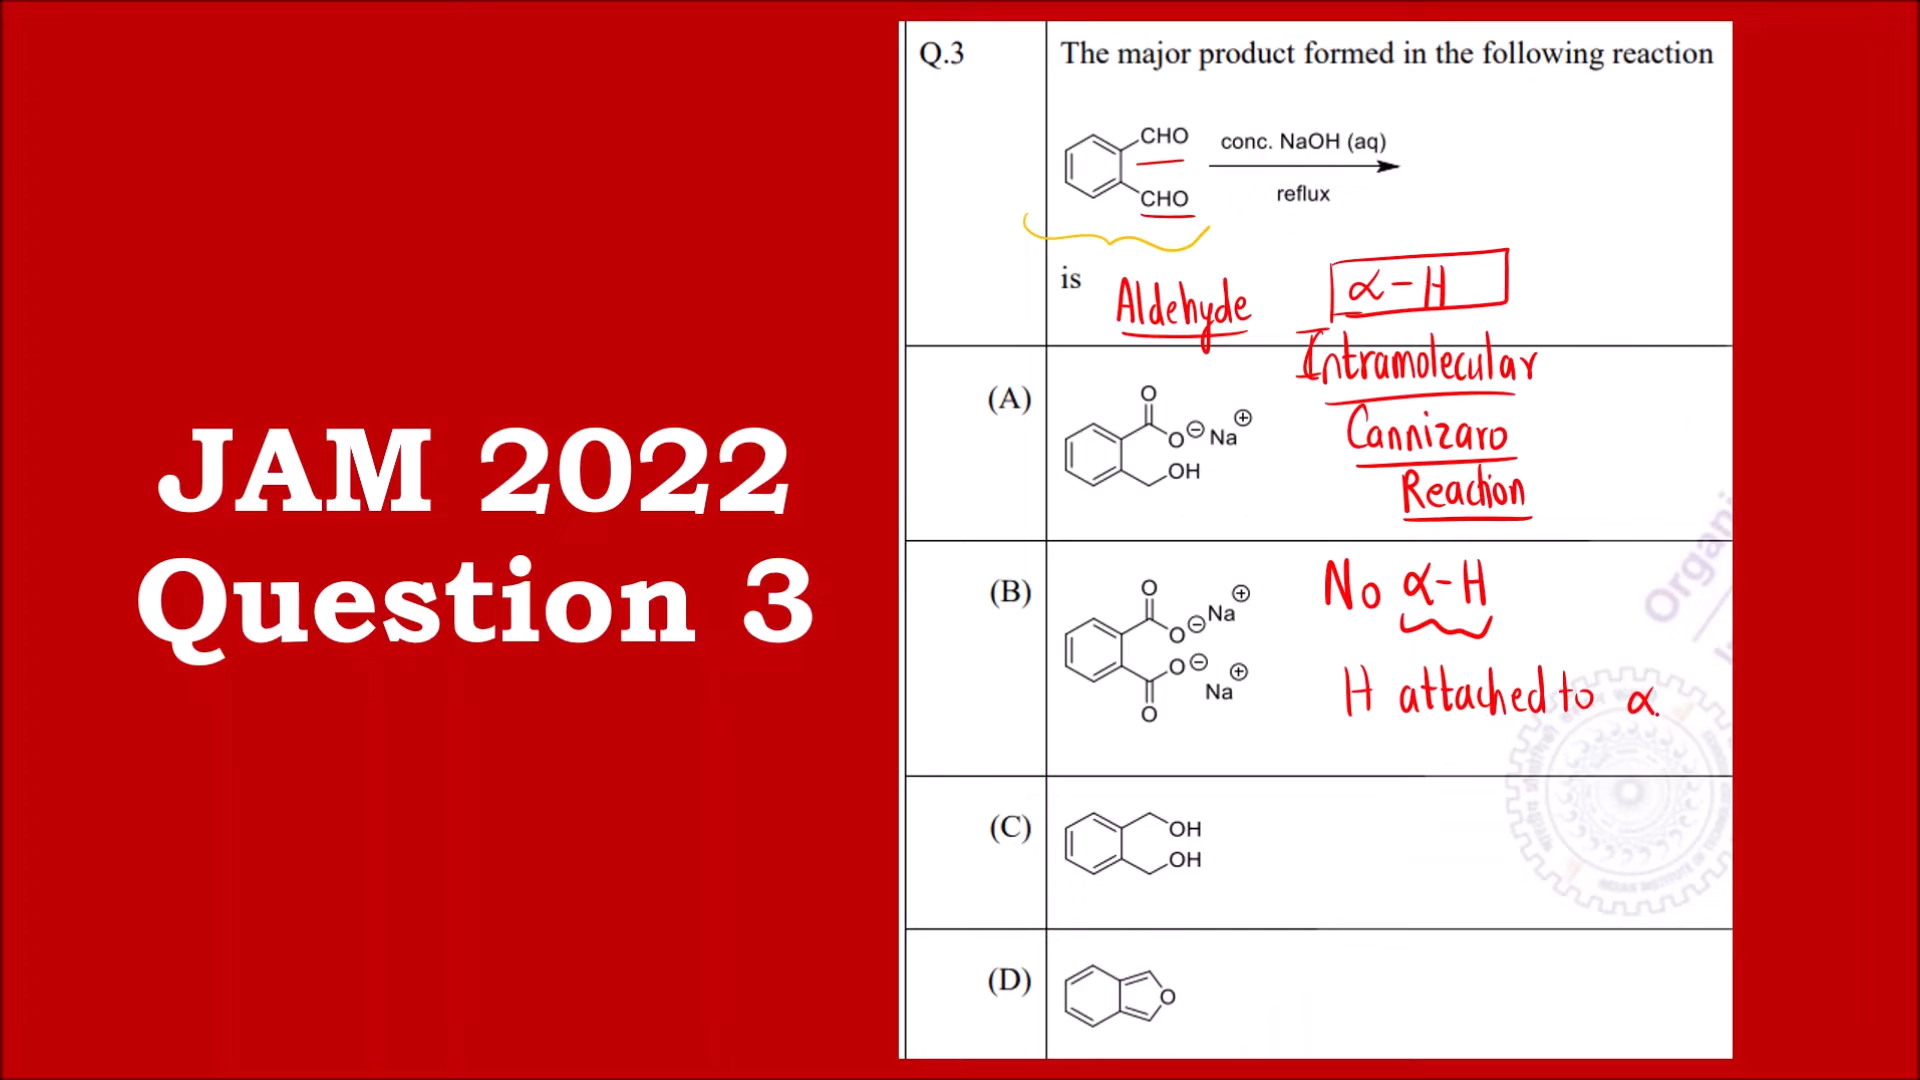 JAM 2022
Question 3
Q.3
The major product formed in the following reaction
CHO
conc. NaOH (aq)
CHO
reflux
is
Aldehyde
α-H
Intramolecular
Cannizaro
Reaction
(A)
O
O⊖ Na⊕
OH
(B)
O
O⊖ Na⊕
O⊖ Na⊕
O
No α-H
H attached to α.
(C)
OH
OH
(D)
O
Organi